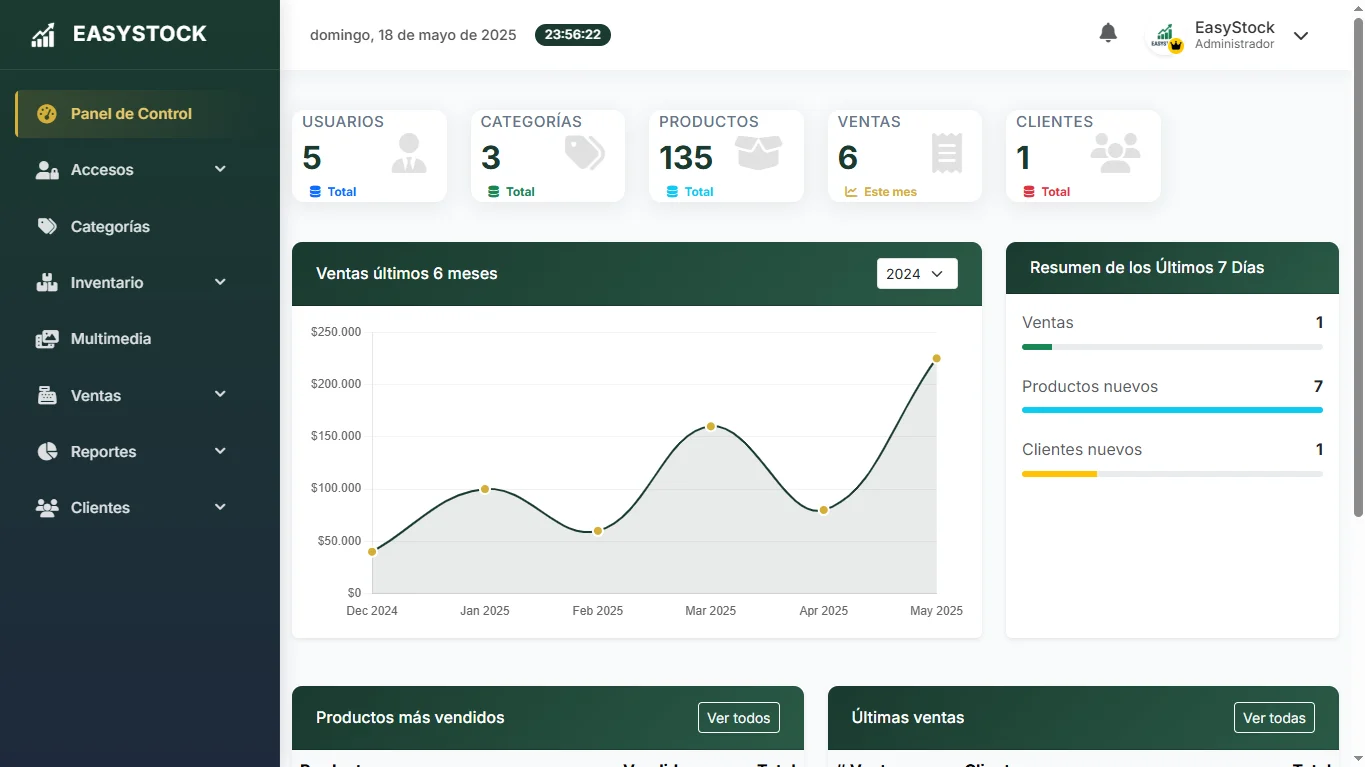 EASYSTOCK
domingo, 18 de mayo de 2025 23:56:22
EasyStock
Administrador
Panel de Control
Accesos
Categorías
Inventario
Multimedia
Ventas
Reportes
Clientes
USUARIOS
5
Total
CATEGORÍAS
3
Total
PRODUCTOS
135
Total
VENTAS
6
Este mes
CLIENTES
1
Total
Ventas últimos 6 meses
2024
$250.000
$200.000
$150.000
$100.000
$50.000
$0
Dec 2024 Jan 2025 Feb 2025 Mar 2025 Apr 2025 May 2025
Resumen de los Últimos 7 Días
Ventas 1
Productos nuevos 7
Clientes nuevos 1
Productos más vendidos
Ver todos
Últimas ventas
Ver todas